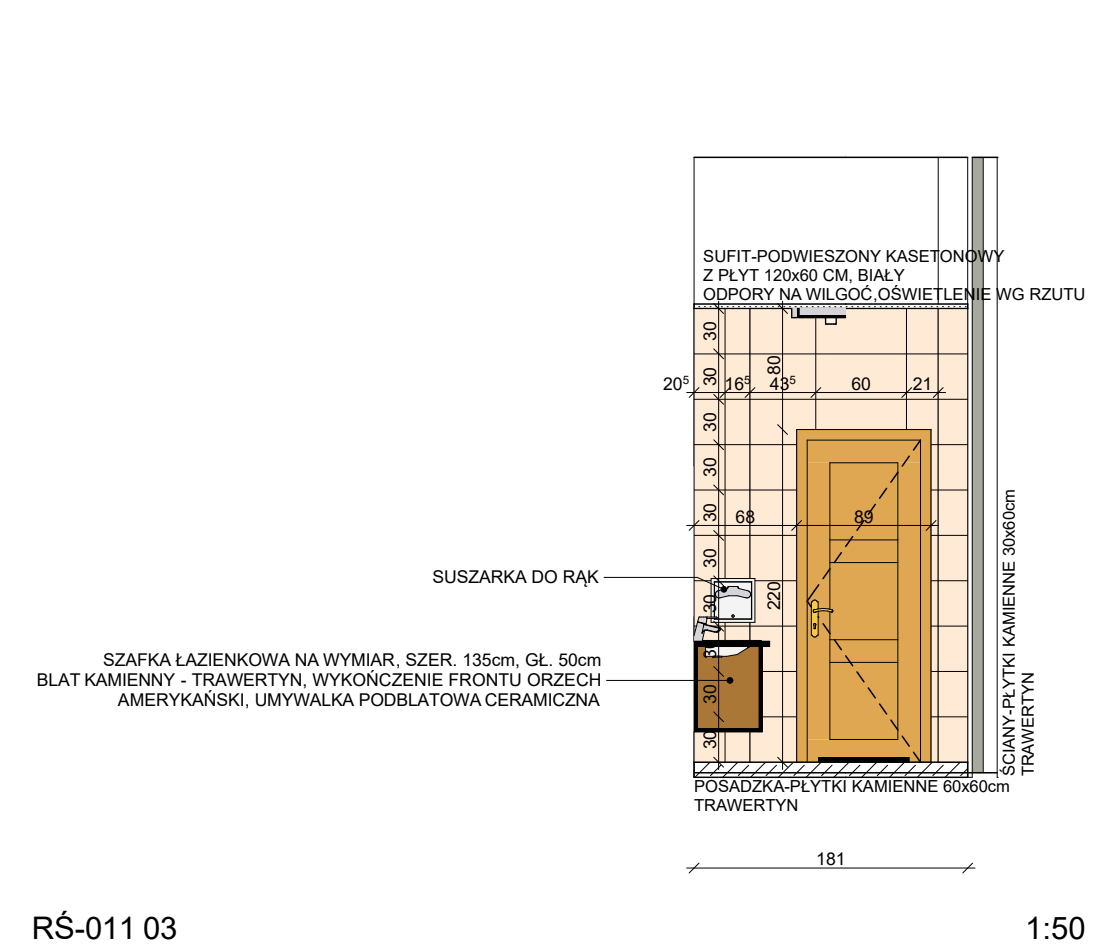 SUFIT-PODWIESZONY KASETONOWY
Z PŁYT 120x60 CM, BIAŁY
ODPORY NA WILGOĆ,OŚWIETLENIE WG RZUTU
30
80
30
20⁵
16⁵
43⁵
60
21
30
30
30
68
89
30
SUSZARKA DO RĄK
220
30
30
SZAFKA ŁAZIENKOWA NA WYMIAR, SZER. 135cm, GŁ. 50cm
BLAT KAMIENNY - TRAWERTYN, WYKOŃCZENIE FRONTU ORZECH
AMERYKAŃSKI, UMYWALKA PODBLATOWA CERAMICZNA
30
30
ŚCIANY-PŁYTKI KAMIENNE 30x60cm
TRAWERTYN
POSADZKA-PŁYTKI KAMIENNE 60x60cm
TRAWERTYN
181
RŚ-011 03
1:50